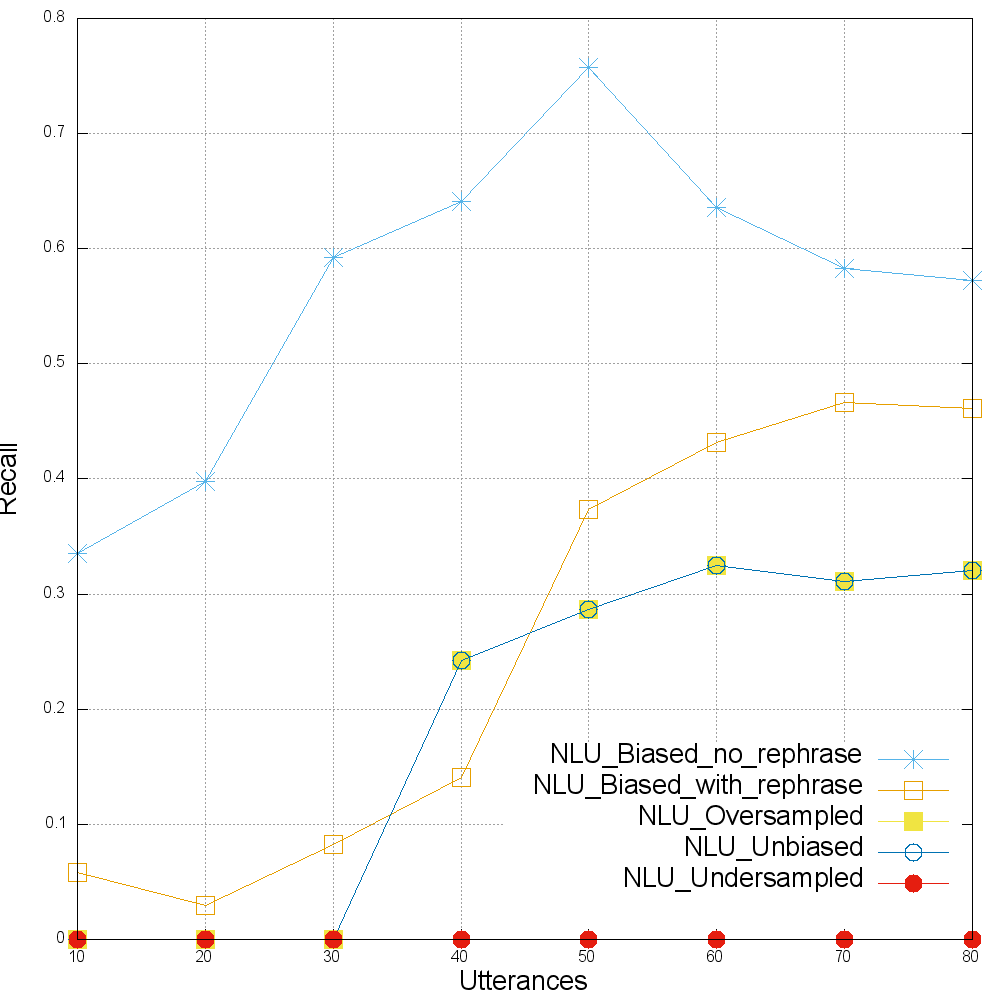 0.8
0.7
0.6
0.5
0.4
0.3
0.2
0.1
0
Recall
NLU_Biased_no_rephrase
NLU_Biased_with_rephrase
NLU_Oversampled
NLU_Unbiased
NLU_Undersampled
10 20 30 40 50 60 70 80
Utterances